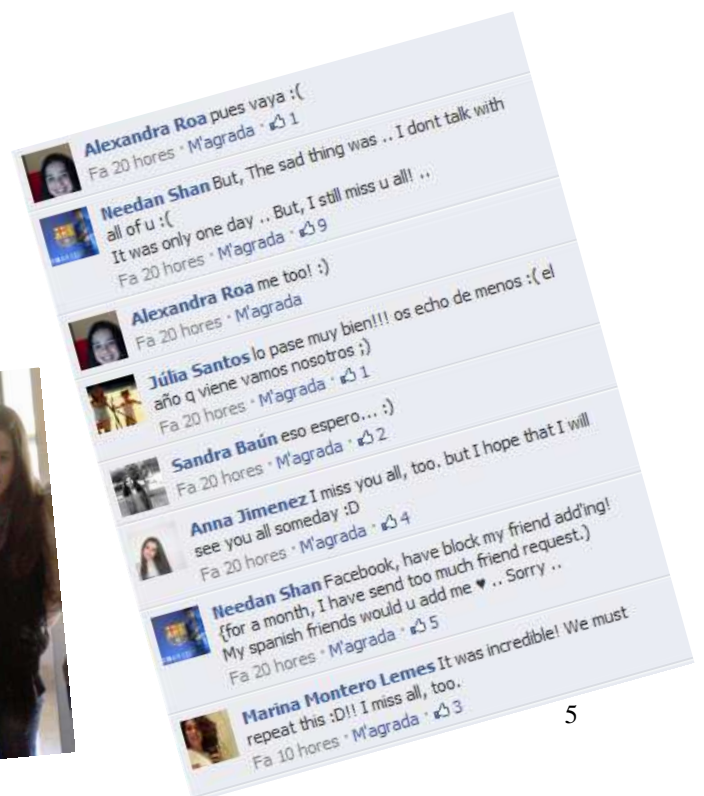 Alexandra Roa pues vaya :(
Fa 20 hores · M'agrada · 1
Needan Shan But, The sad thing was .. I dont talk with
all of u :(
It was only one day .. But, I still miss u all! ..
Fa 20 hores · M'agrada · 9
Alexandra Roa me too! :)
Fa 20 hores · M'agrada
Júlia Santos lo pase muy bien!!! os echo de menos :( el
año q viene vamos nosotros ;)
Fa 20 hores · M'agrada · 1
Sandra Baún eso espero... :)
Fa 20 hores · M'agrada · 2
Anna Jimenez I miss you all, too. but I hope that I will
see you all someday :D
Fa 20 hores · M'agrada · 4
Needan Shan Facebook, have block my friend add'ing!
{for a month, I have send too much friend request.)
My spanish friends would u add me ♥ .. Sorry ..
Fa 20 hores · M'agrada · 5
Marina Montero Lemes It was incredible! We must
repeat this :D!! I miss all, too.
Fa 10 hores · M'agrada · 3
5